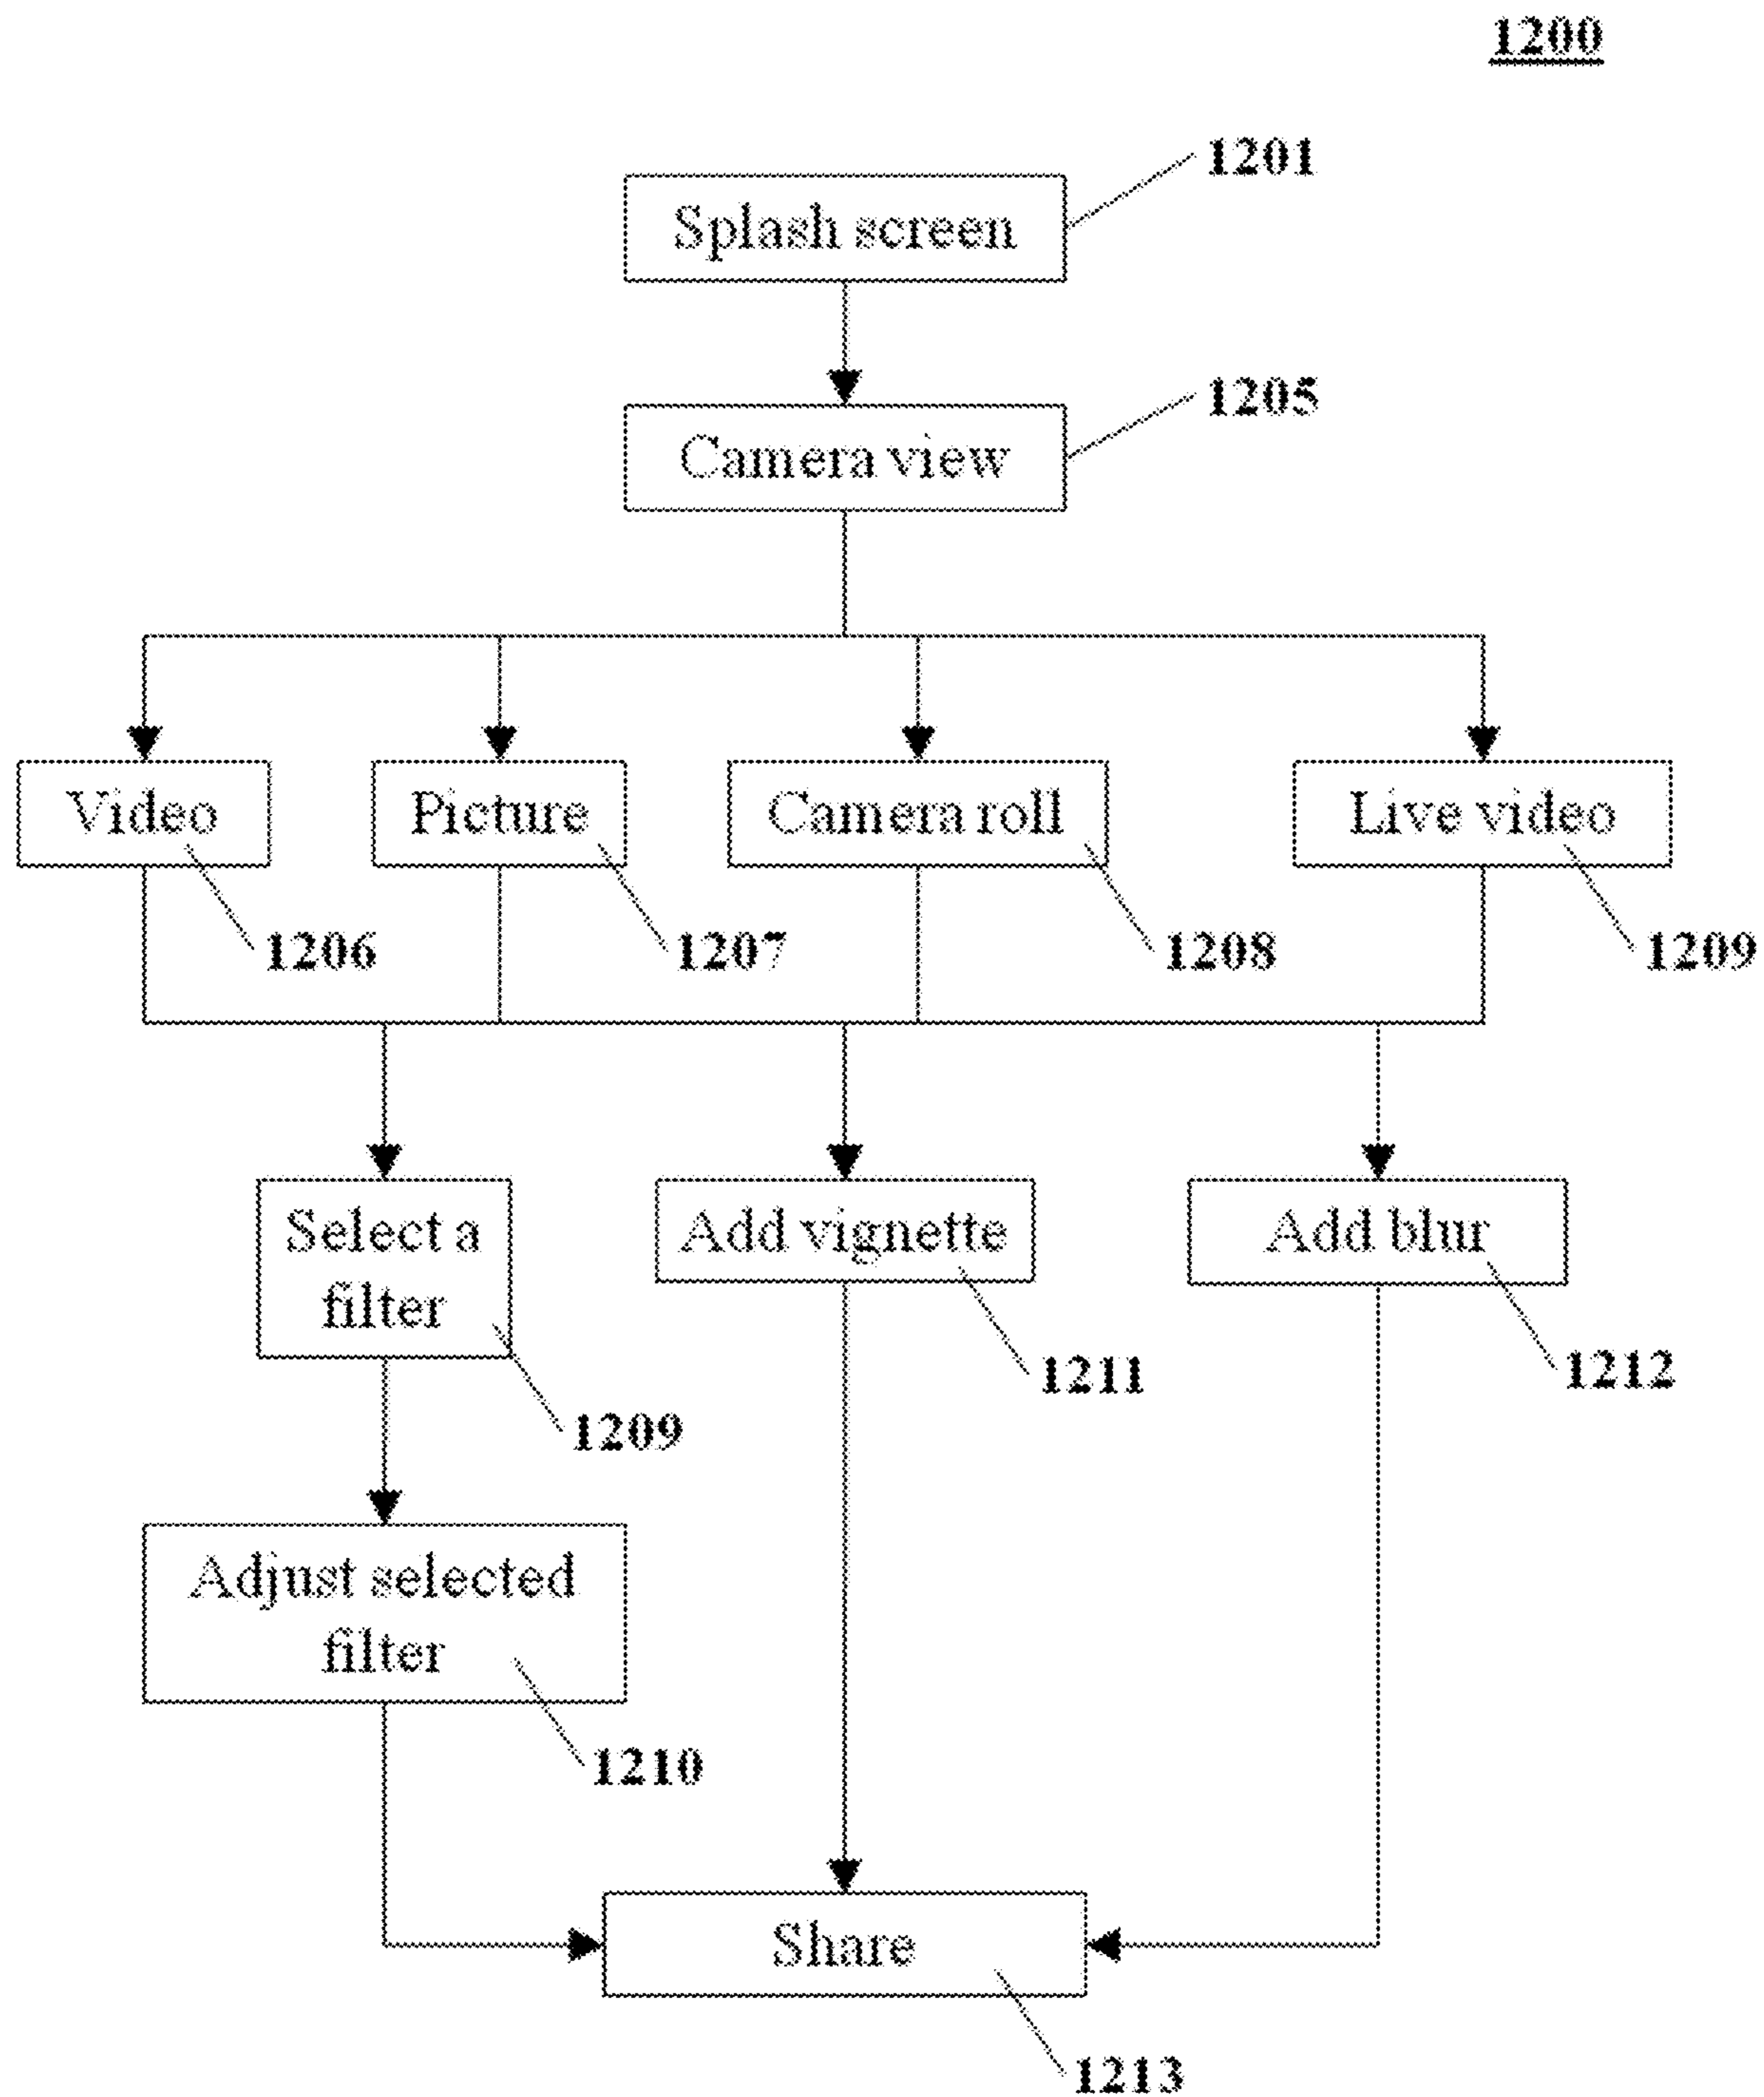 1200
1201
Splash screen
1205
Camera view
Video
Picture
Camera roll
Live video
1206
1207
1208
1209
Select a
filter
Add vignette
Add blur
1211
1212
1209
Adjust selected
filter
1210
Share
1213